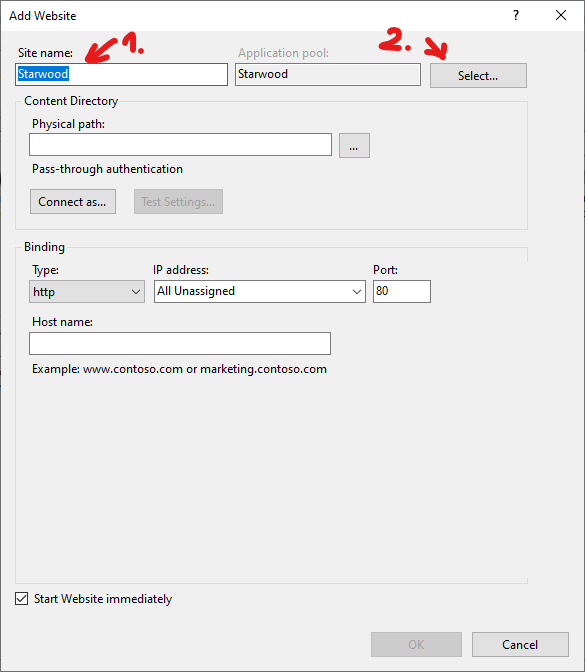 Add Website
?
1.
2.
Site name:
Application pool:
Starwood
Starwood
Select...
Content Directory
Physical path:
...
Pass-through authentication
Connect as...
Test Settings...
Binding
Type:
IP address:
Port:
http
All Unassigned
80
Host name:
Example: www.contoso.com or marketing.contoso.com
Start Website immediately
OK
Cancel